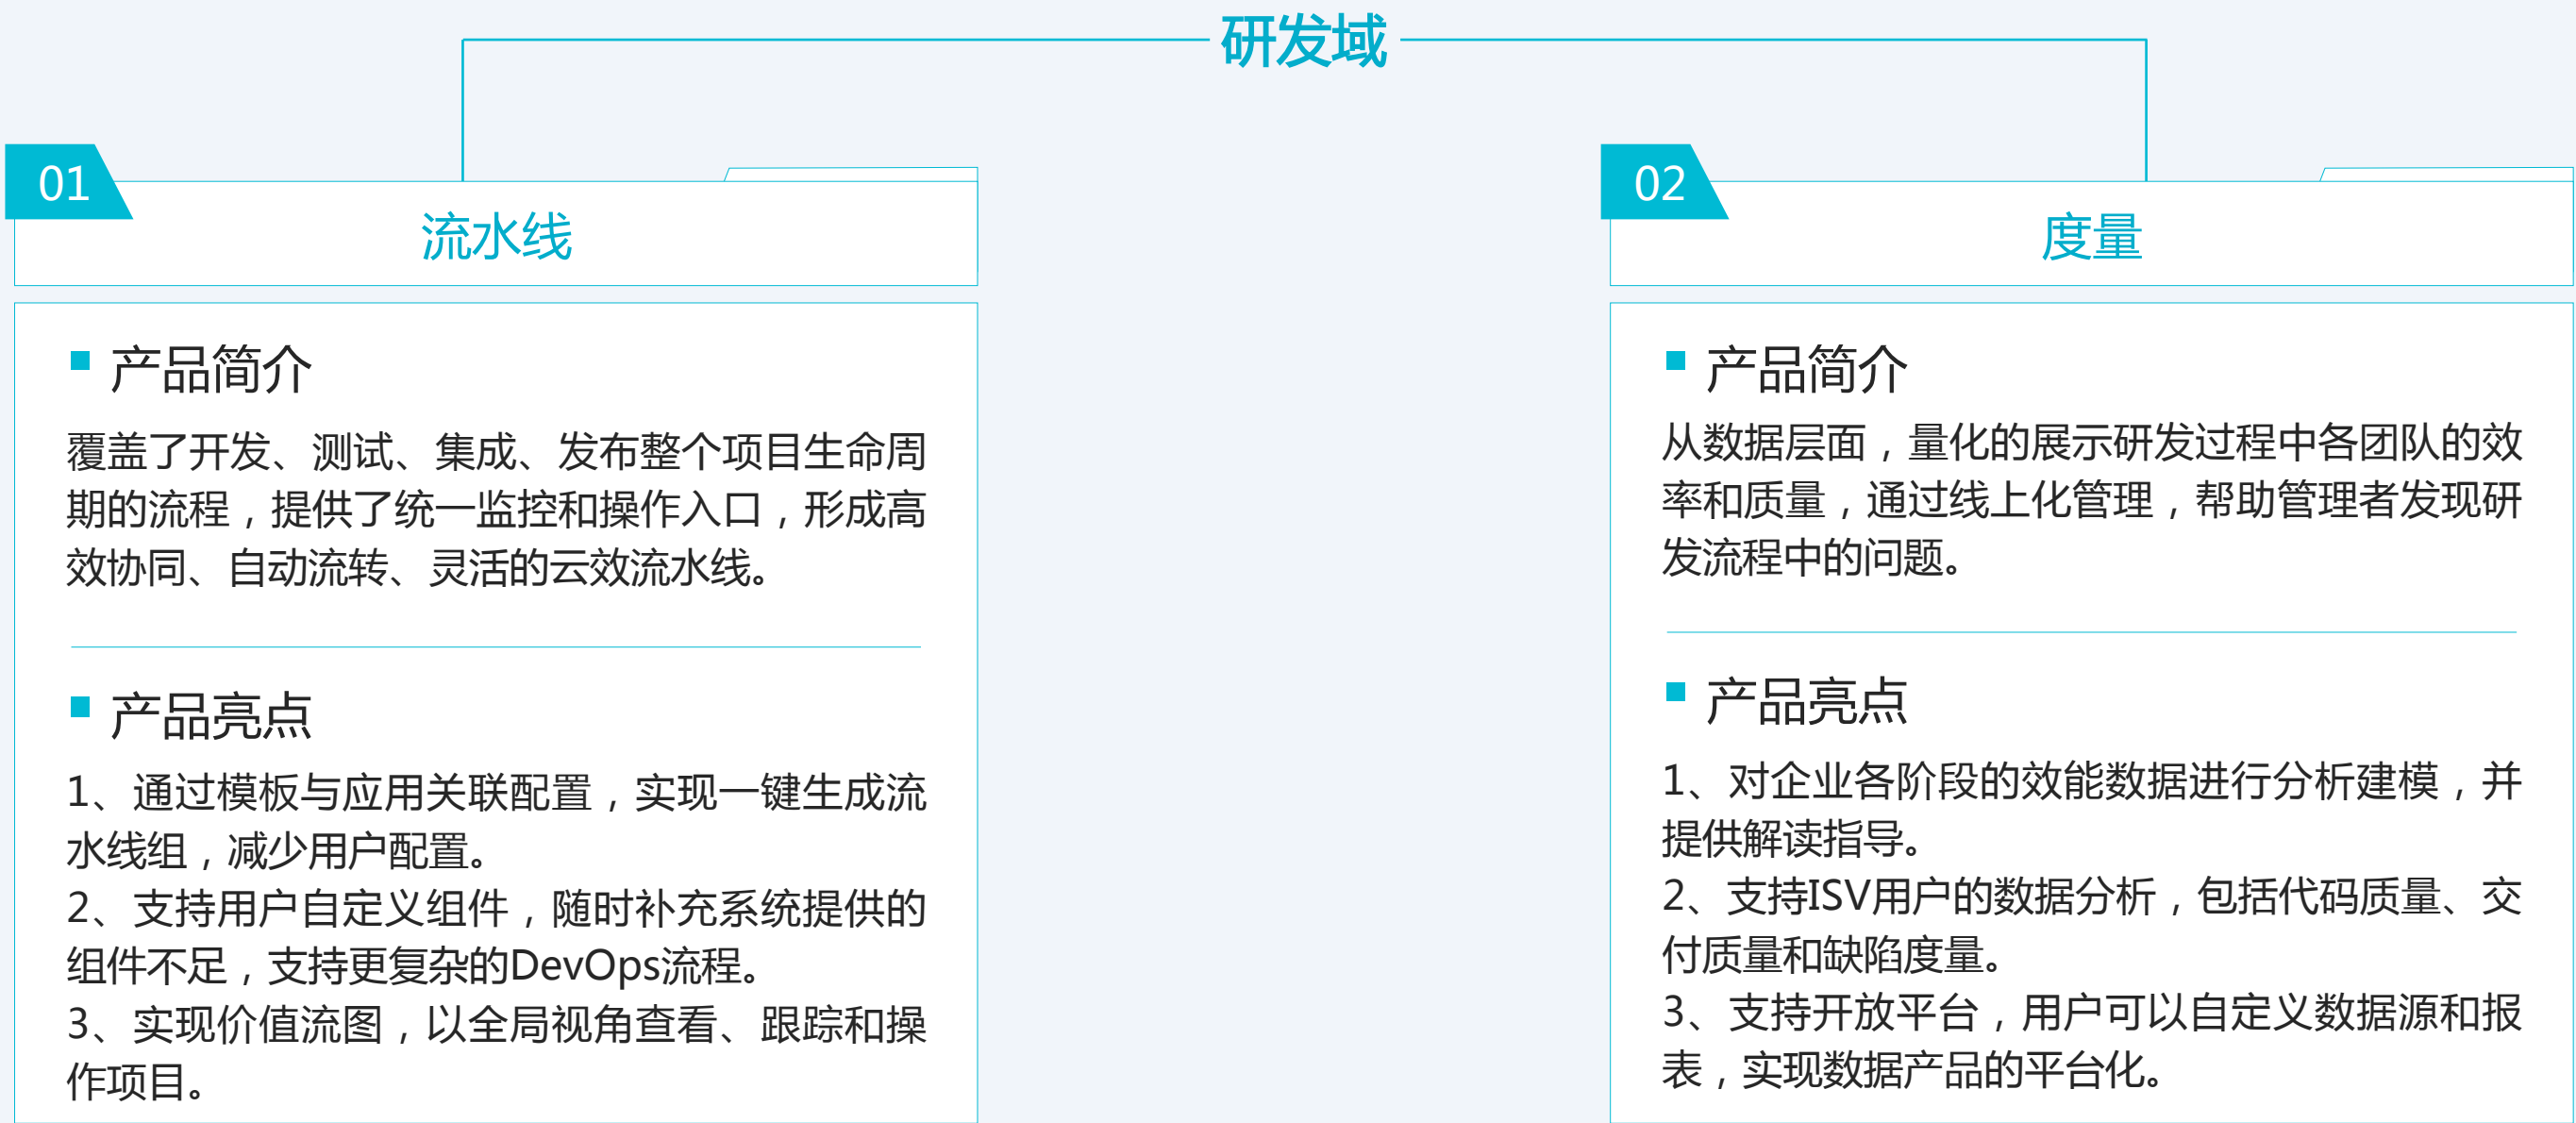 研发域
01
流水线
产品简介
覆盖了开发、测试、集成、发布整个项目生命周
期的流程，提供了统一监控和操作入口，形成高
效协同、自动流转、灵活的云效流水线。
产品亮点
1、通过模板与应用关联配置，实现一键生成流
水线组，减少用户配置。
2、支持用户自定义组件，随时补充系统提供的
组件不足，支持更复杂的DevOps流程。
3、实现价值流图，以全局视角查看、跟踪和操
作项目。
02
度量
产品简介
从数据层面，量化的展示研发过程中各团队的效
率和质量，通过线上化管理，帮助管理者发现研
发流程中的问题。
产品亮点
1、对企业各阶段的效能数据进行分析建模，并
提供解读指导。
2、支持ISV用户的数据分析，包括代码质量、交
付质量和缺陷度量。
3、支持开放平台，用户可以自定义数据源和报
表，实现数据产品的平台化。